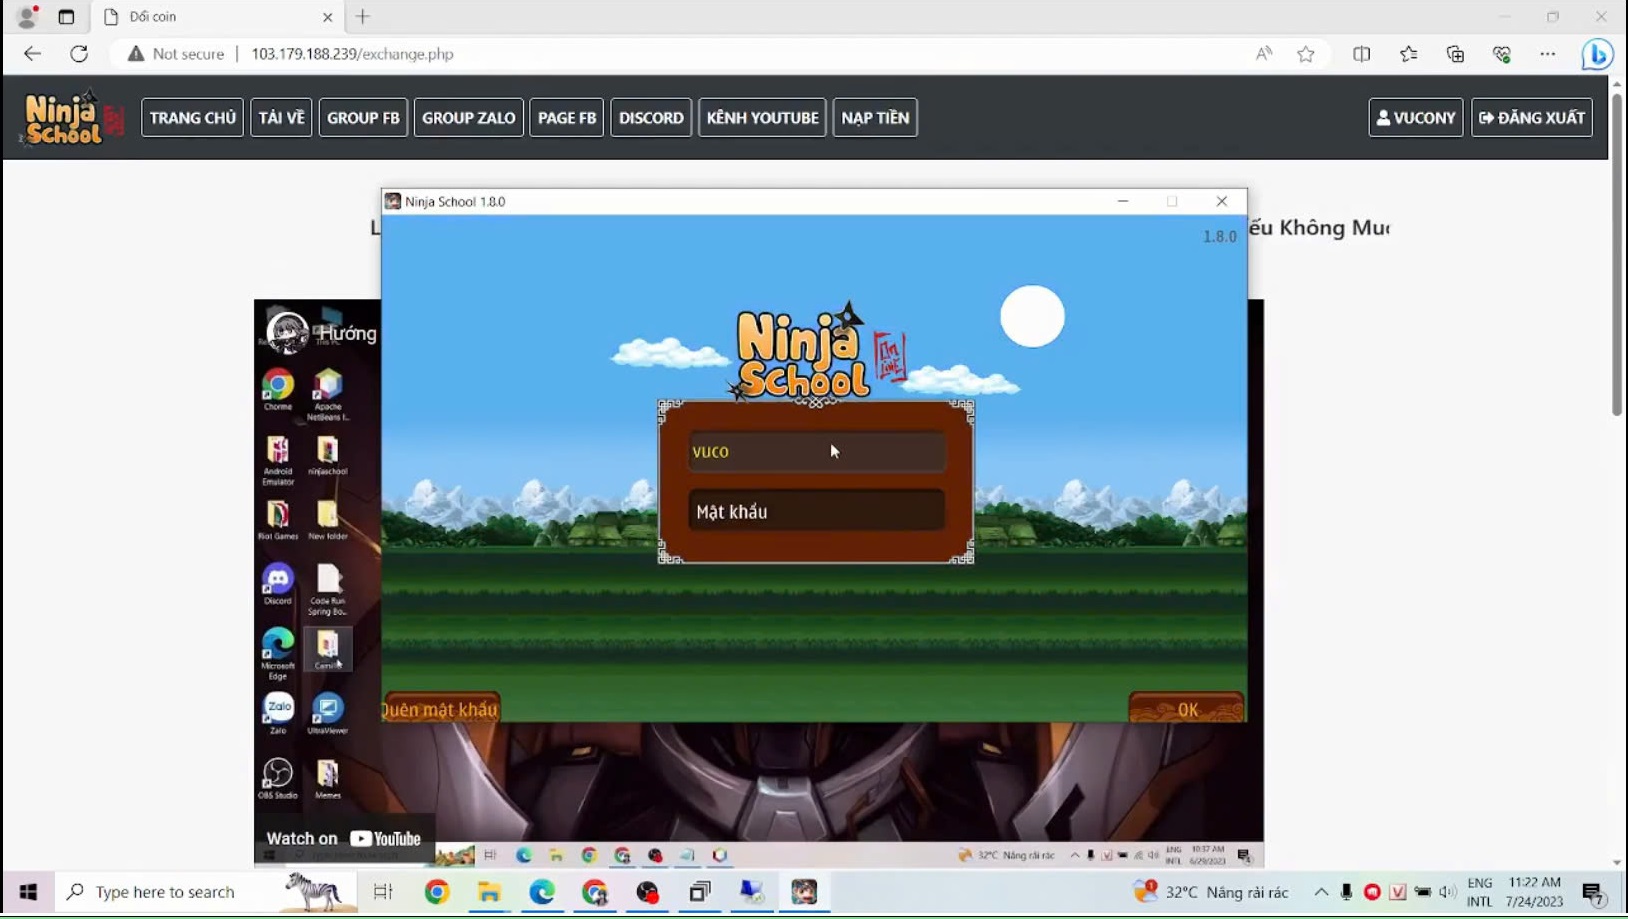 Đổi coin
Not secure | 103.179.188.239/exchange.php
Ninja School
TRANG CHỦ
TẢI VỀ
GROUP FB
GROUP ZALO
PAGE FB
DISCORD
KÊNH YOUTUBE
NẠP TIỀN
VUCONY
ĐĂNG XUẤT
Ninja School 1.8.0
ếu Không Mu
1.8.0
Hướng
Ninja
School
vuco
Mật khẩu
Quên mật khẩu
OK
Chorme
Apache
NetBeans I...
Android
Emulator
ninjaschool
Riot Games
New folder
Discord
Code Run
Spring Bo...
Microsoft
Edge
Zalo
Zalo
UltraViewer
OBS Studio
Memes
Watch on YouTube
32°C Nắng rải rác
ENG
INTL
10:37 AM
6/29/2023
Type here to search
32°C Nắng rải rác
ENG
INTL
11:22 AM
7/24/2023
7